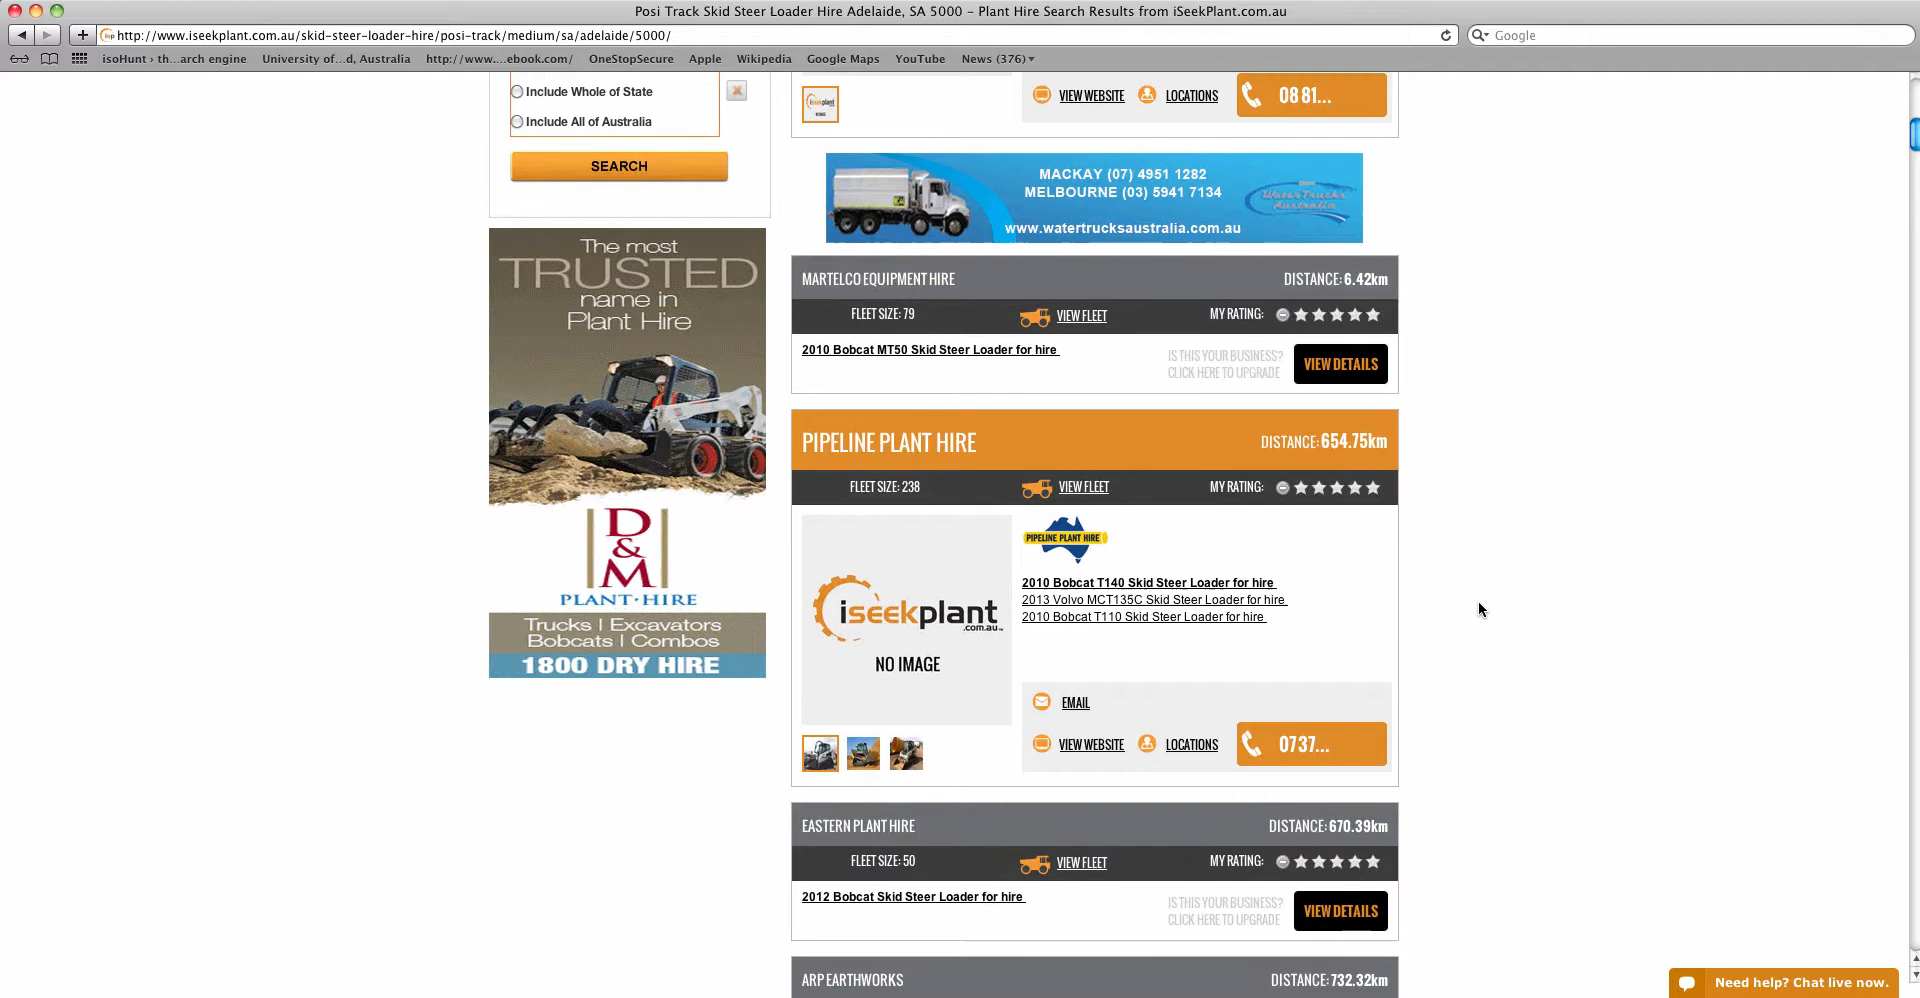 Posi Track Skid Steer Loader Hire Adelaide, SA 5000 – Plant Hire Search Results from iSeekPlant.com.au
http://www.iseekplant.com.au/skid-steer-loader-hire/posi-track/medium/sa/adelaide/5000/
Google
isoHunt › th...arch engine
University of...d, Australia
http://www....ebook.com/
OneStopSecure
Apple
Wikipedia
Google Maps
YouTube
News (376)
Include Whole of State
Include All of Australia
SEARCH
The most
TRUSTED
name in
Plant Hire
D&M
PLANT·HIRE
Trucks | Excavators
Bobcats | Combos
1800 DRY HIRE
iseekplant
VIEW WEBSITE
LOCATIONS
08 81...
MACKAY (07) 4951 1282
MELBOURNE (03) 5941 7134
www.watertrucksaustralia.com.au
WaterTrucks
Australia
MARTELCO EQUIPMENT HIRE
DISTANCE: 6.42km
FLEET SIZE: 79
VIEW FLEET
MY RATING:
2010 Bobcat MT50 Skid Steer Loader for hire
IS THIS YOUR BUSINESS?
CLICK HERE TO UPGRADE
VIEW DETAILS
PIPELINE PLANT HIRE
DISTANCE: 654.75km
FLEET SIZE: 238
VIEW FLEET
MY RATING:
iseekplant
.com.au
NO IMAGE
PIPELINE PLANT HIRE
2010 Bobcat T140 Skid Steer Loader for hire
2013 Volvo MCT135C Skid Steer Loader for hire
2010 Bobcat T110 Skid Steer Loader for hire
EMAIL
VIEW WEBSITE
LOCATIONS
07 37...
EASTERN PLANT HIRE
DISTANCE: 670.39km
FLEET SIZE: 50
VIEW FLEET
MY RATING:
2012 Bobcat Skid Steer Loader for hire
IS THIS YOUR BUSINESS?
CLICK HERE TO UPGRADE
VIEW DETAILS
ARP EARTHWORKS
DISTANCE: 732.32km
Need help? Chat live now.